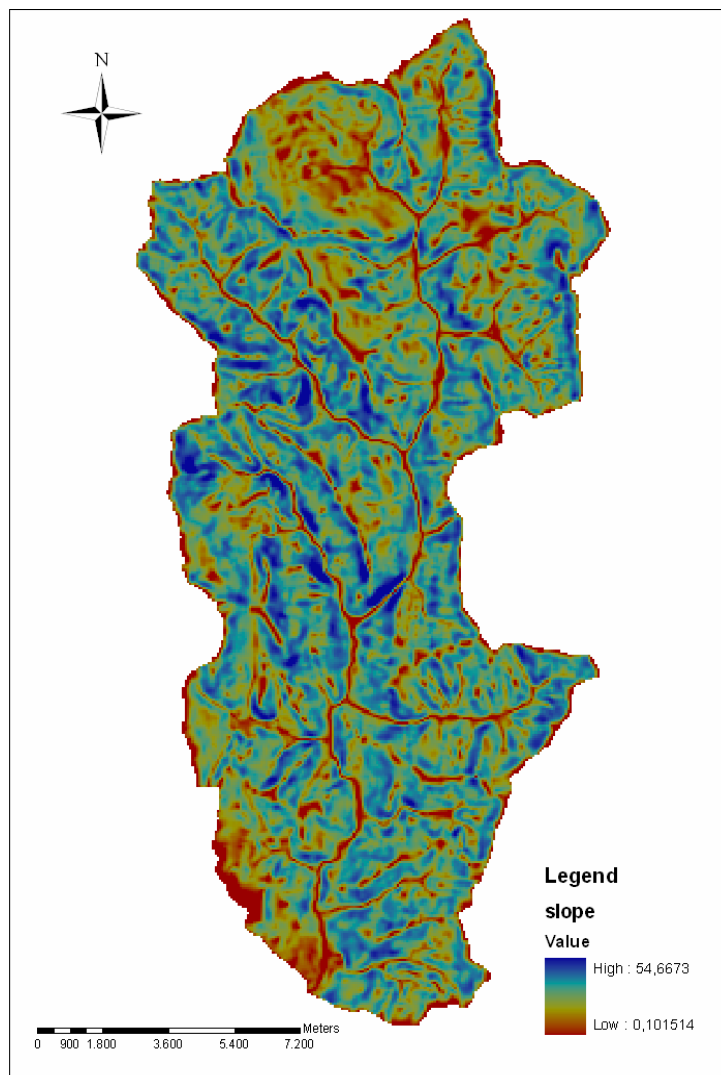 N
Legend
slope
Value
High : 54,6673
Low : 0,101514
Meters
0 900 1.800 3.600 5.400 7.200